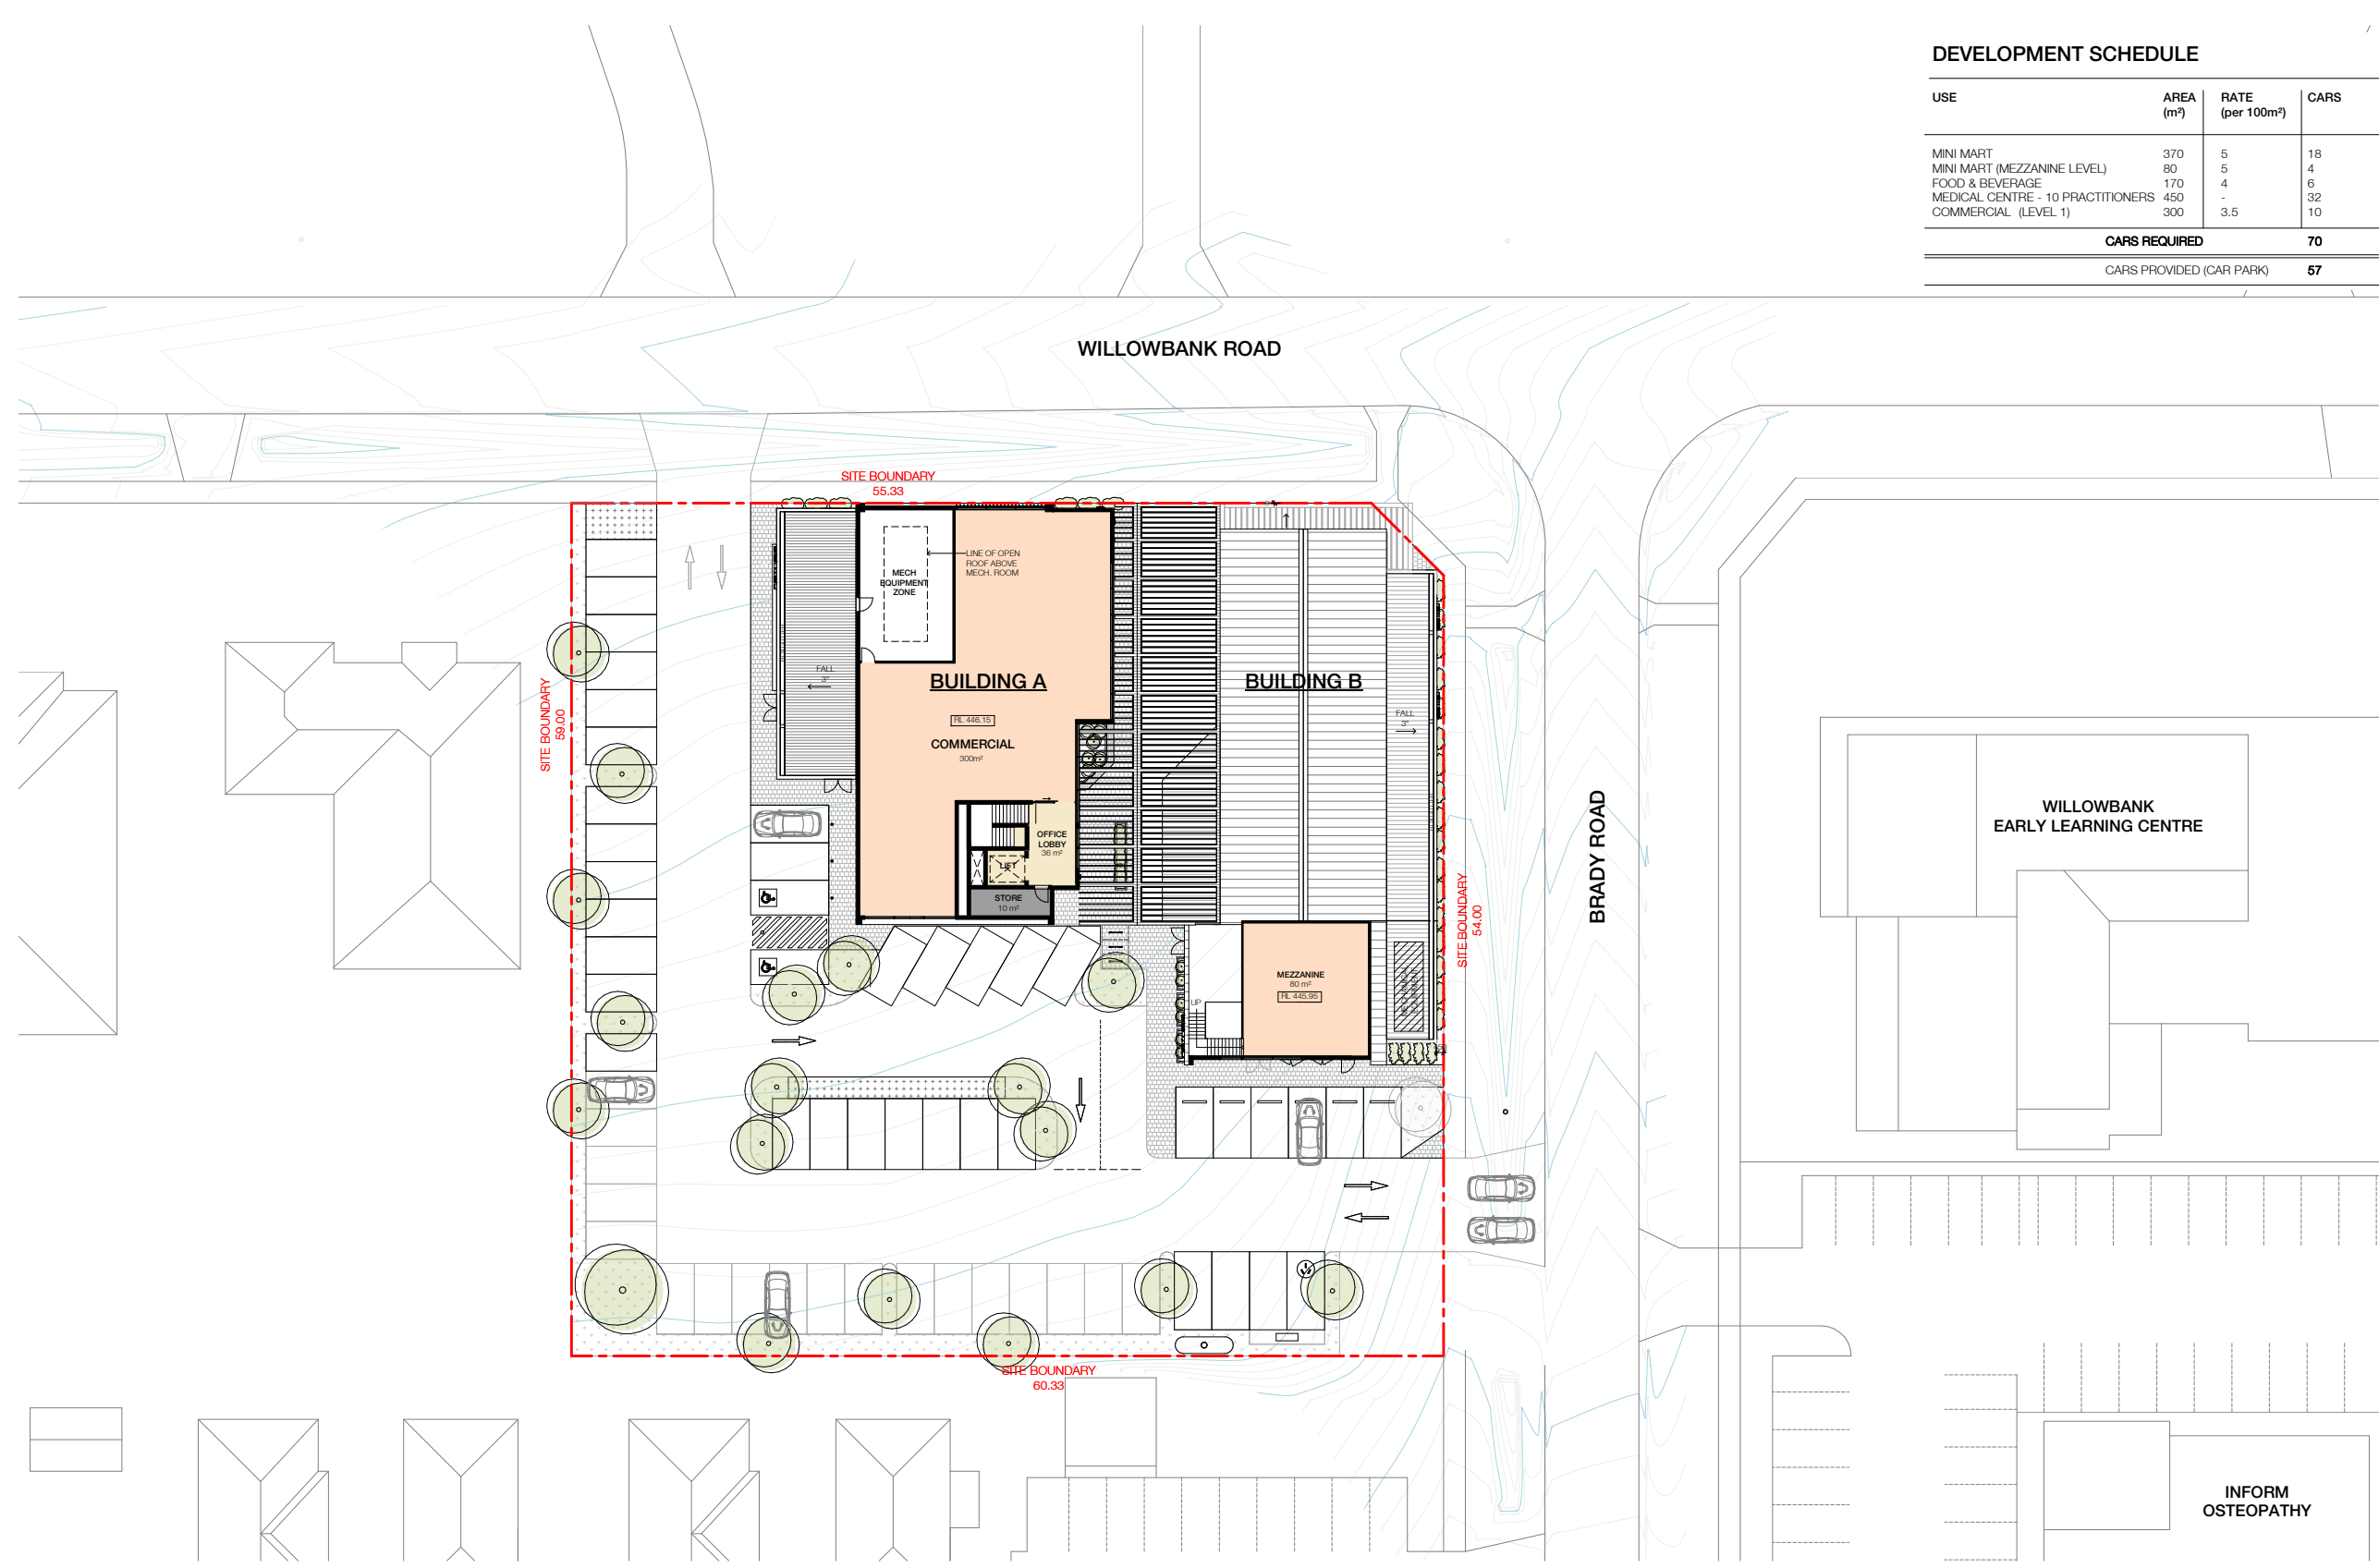 DEVELOPMENT SCHEDULE
USE AREA (m²) RATE (per 100m²) CARS
MINI MART 370 5 18
MINI MART (MEZZANINE LEVEL) 80 5 4
FOOD & BEVERAGE 170 4 6
MEDICAL CENTRE - 10 PRACTITIONERS 450 - 32
COMMERCIAL (LEVEL 1) 300 3.5 10
CARS REQUIRED 70
CARS PROVIDED (CAR PARK) 57
WILLOWBANK ROAD
SITE BOUNDARY
55.33
LINE OF OPEN
ROOF ABOVE
MECH. ROOM
MECH
EQUIPMENT
ZONE
FALL
3°
BUILDING A
BUILDING B
RL 446.15
COMMERCIAL
300m²
FALL
3°
SITE BOUNDARY
59.00
OFFICE
LOBBY
36 m²
LIFT
STORE
10 m²
BRADY ROAD
WILLOWBANK
EARLY LEARNING CENTRE
SITE BOUNDARY
54.00
MEZZANINE
80 m²
RL 445.95
UP
SITE BOUNDARY
60.33
INFORM
OSTEOPATHY